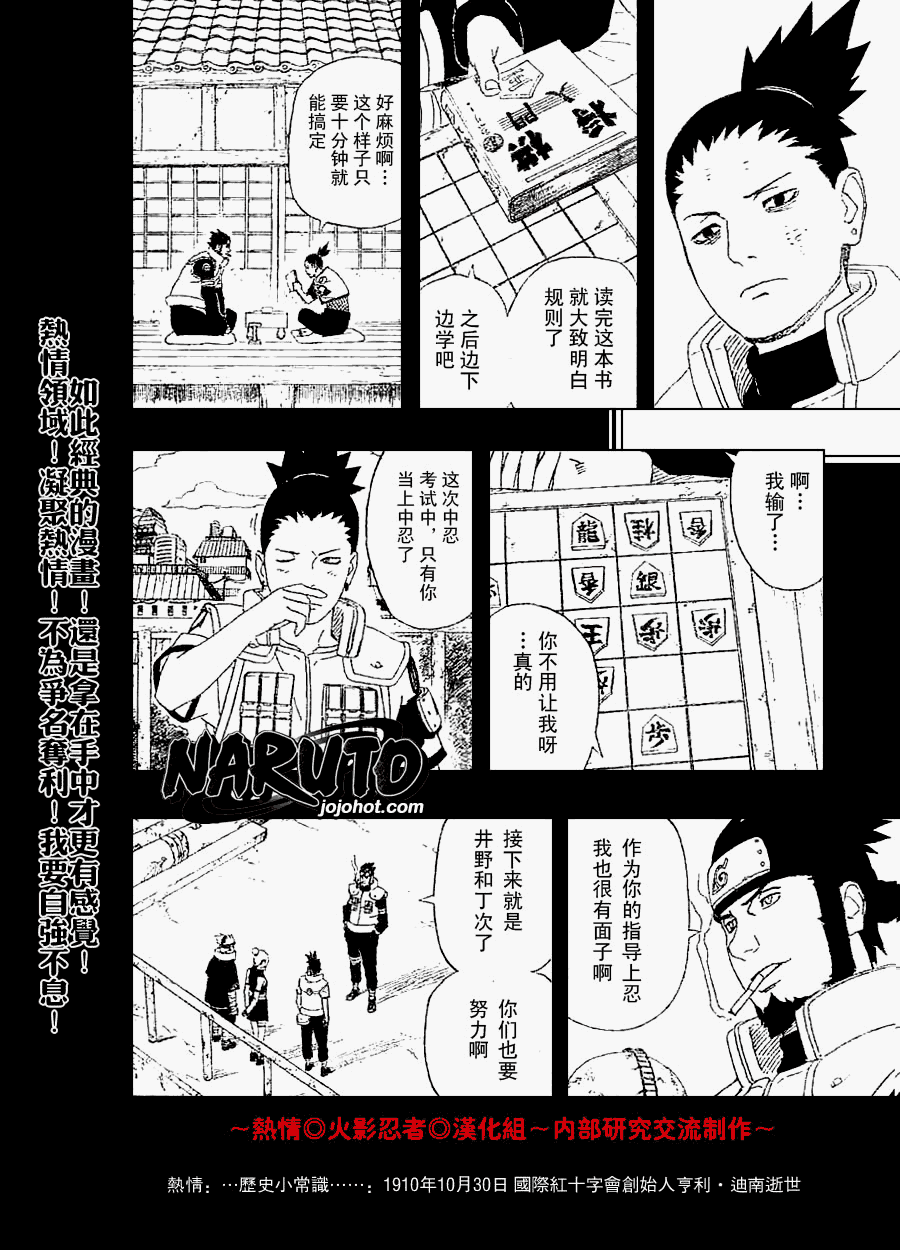 读完这本书
就大致明白
规则了
之后边下
边学吧
将棋
入門
好麻烦啊…
这个样子只
要十分钟就
能搞定
啊…
我输了…
香
桂
龍
銀
香
歩
歩
王
歩
你不用让我呀
…真的
这次中忍
考试中，只有你
当上中忍了
NARUTO
jojohot.com
作为你的指导上忍
我也很有面子啊
接下来就是
井野和丁次了
你们也要
努力啊
如此經典的漫畫！還是拿在手中才更有感覺！
熱情領域！凝聚熱情！不為爭名奪利！我要自強不息！
～熱情◎火影忍者◎漢化組～内部研究交流制作～
熱情：…歷史小常識……：1910年10月30日 國際紅十字會創始人亨利・迪南逝世